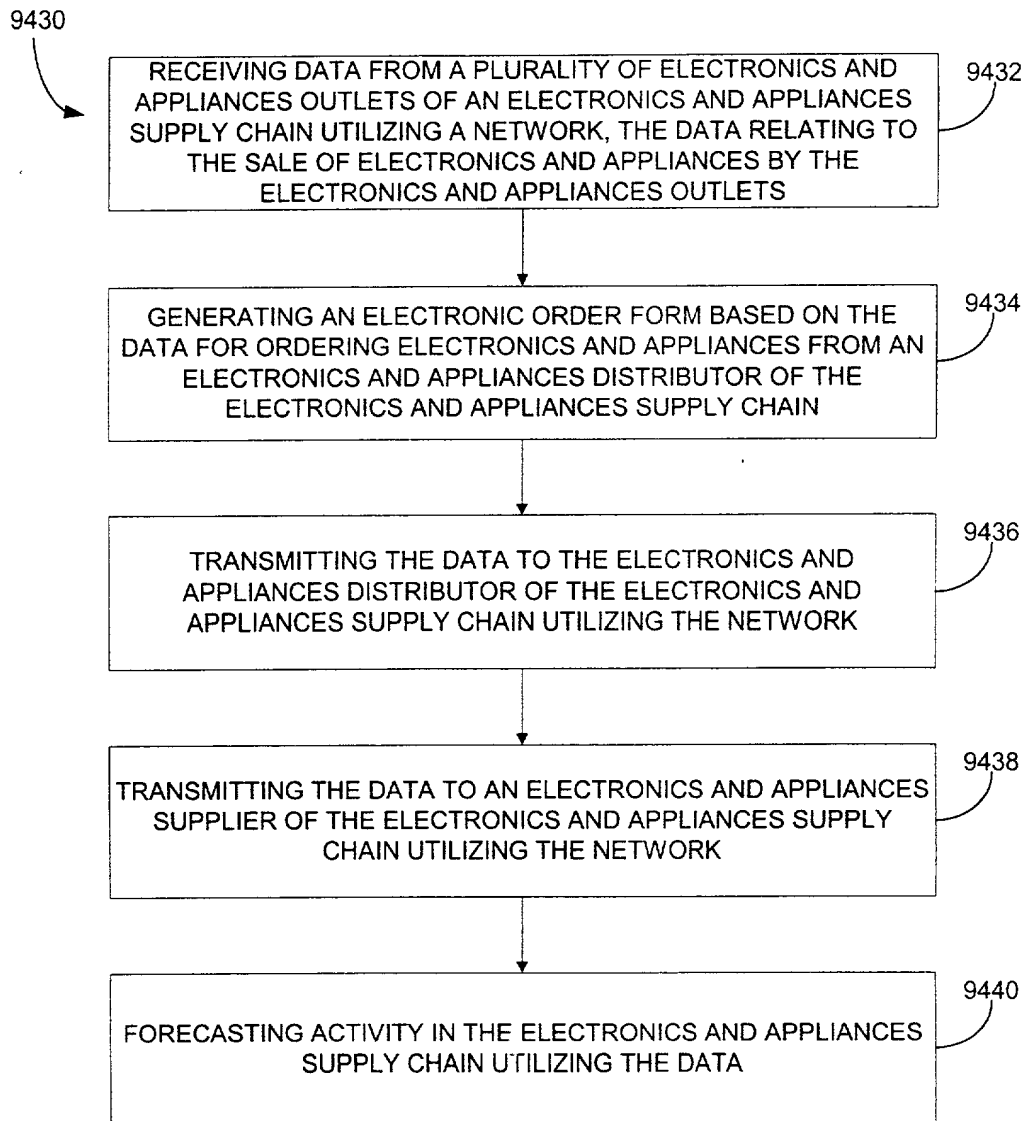 9430
RECEIVING DATA FROM A PLURALITY OF ELECTRONICS AND
APPLIANCES OUTLETS OF AN ELECTRONICS AND APPLIANCES
SUPPLY CHAIN UTILIZING A NETWORK, THE DATA RELATING TO
THE SALE OF ELECTRONICS AND APPLIANCES BY THE
ELECTRONICS AND APPLIANCES OUTLETS
9432
GENERATING AN ELECTRONIC ORDER FORM BASED ON THE
DATA FOR ORDERING ELECTRONICS AND APPLIANCES FROM AN
ELECTRONICS AND APPLIANCES DISTRIBUTOR OF THE
ELECTRONICS AND APPLIANCES SUPPLY CHAIN
9434
TRANSMITTING THE DATA TO THE ELECTRONICS AND
APPLIANCES DISTRIBUTOR OF THE ELECTRONICS AND
APPLIANCES SUPPLY CHAIN UTILIZING THE NETWORK
9436
TRANSMITTING THE DATA TO AN ELECTRONICS AND APPLIANCES
SUPPLIER OF THE ELECTRONICS AND APPLIANCES SUPPLY
CHAIN UTILIZING THE NETWORK
9438
FORECASTING ACTIVITY IN THE ELECTRONICS AND APPLIANCES
SUPPLY CHAIN UTILIZING THE DATA
9440